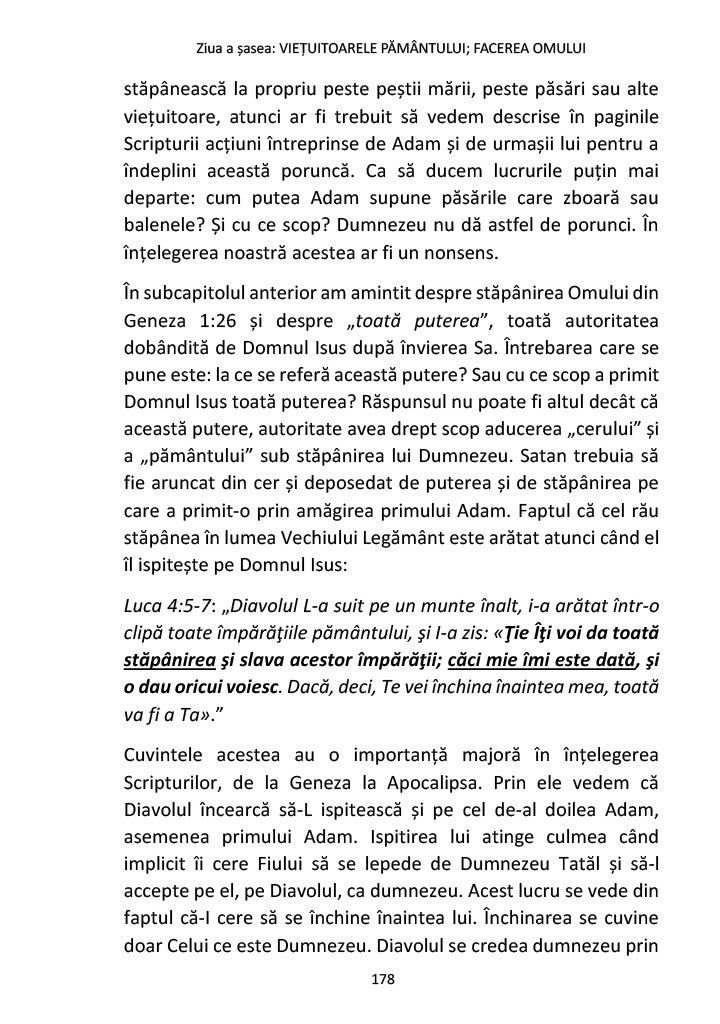 Ziua a șasea: VIEȚUITOARELE PĂMÂNTULUI; FACEREA OMULUI
stăpânească la propriu peste peștii mării, peste păsări sau alte
viețuitoare, atunci ar fi trebuit să vedem descrise în paginile
Scripturii acțiuni întreprinse de Adam și de urmașii lui pentru a
îndeplini această poruncă. Ca să ducem lucrurile puțin mai
departe: cum putea Adam supune păsările care zboară sau
balenele? Și cu ce scop? Dumnezeu nu dă astfel de porunci. În
înțelegerea noastră acestea ar fi un nonsens.
În subcapitolul anterior am amintit despre stăpânirea Omului din
Geneza 1:26 și despre „toată puterea”, toată autoritatea
dobândită de Domnul Isus după învierea Sa. Întrebarea care se
pune este: la ce se referă această putere? Sau cu ce scop a primit
Domnul Isus toată puterea? Răspunsul nu poate fi altul decât că
această putere, autoritate avea drept scop aducerea „cerului” și
a „pământului” sub stăpânirea lui Dumnezeu. Satan trebuia să
fie aruncat din cer și deposedat de puterea și de stăpânirea pe
care a primit-o prin amăgirea primului Adam. Faptul că cel rău
stăpânea în lumea Vechiului Legământ este arătat atunci când el
îl ispitește pe Domnul Isus:
Luca 4:5-7: „Diavolul L-a suit pe un munte înalt, i-a arătat într-o
clipă toate împărăţiile pământului, şi I-a zis: «Ţie Îţi voi da toată
stăpânirea şi slava acestor împărăţii; căci mie îmi este dată, şi
o dau oricui voiesc. Dacă, deci, Te vei închina înaintea mea, toată
va fi a Ta».”
Cuvintele acestea au o importanță majoră în înțelegerea
Scripturilor, de la Geneza la Apocalipsa. Prin ele vedem că
Diavolul încearcă să-L ispitească și pe cel de-al doilea Adam,
asemenea primului Adam. Ispitirea lui atinge culmea când
implicit îi cere Fiului să se lepede de Dumnezeu Tatăl și să-l
accepte pe el, pe Diavolul, ca dumnezeu. Acest lucru se vede din
faptul că-I cere să se închine înaintea lui. Închinarea se cuvine
doar Celui ce este Dumnezeu. Diavolul se credea dumnezeu prin
178